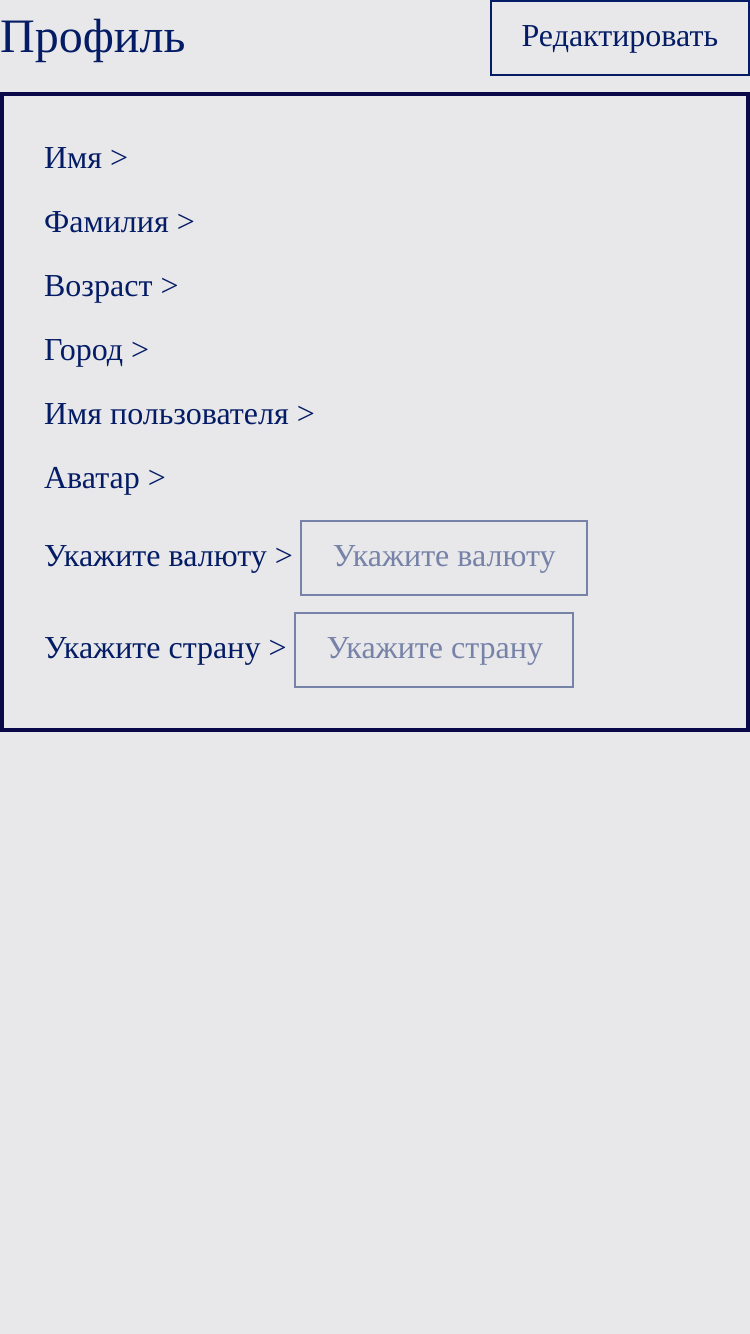 Профиль
Редактировать
Имя >
Фамилия >
Возраст >
Город >
Имя пользователя >
Аватар >
Укажите валюту > Укажите валюту
Укажите страну > Укажите страну